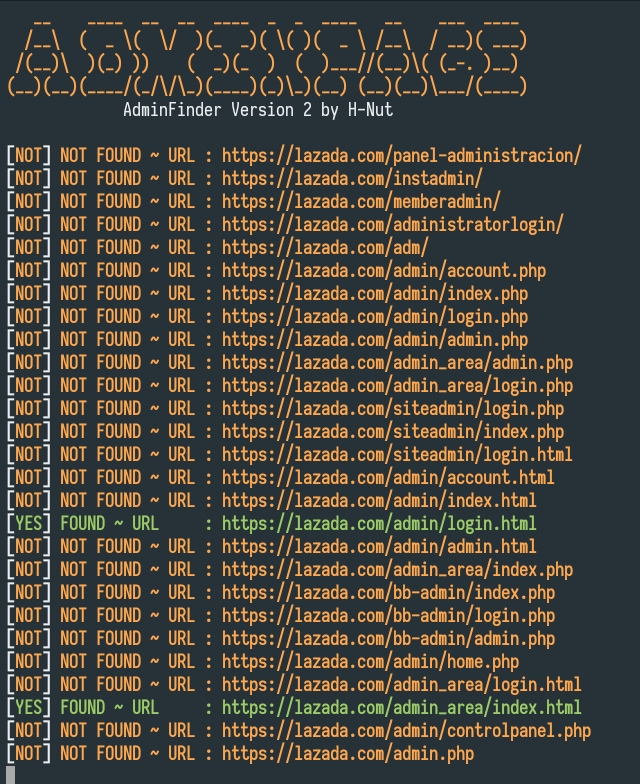 AdminFinder Version 2 by H-Nut
[NOT] NOT FOUND ~ URL : https://lazada.com/panel-administracion/
[NOT] NOT FOUND ~ URL : https://lazada.com/instadmin/
[NOT] NOT FOUND ~ URL : https://lazada.com/memberadmin/
[NOT] NOT FOUND ~ URL : https://lazada.com/administratorlogin/
[NOT] NOT FOUND ~ URL : https://lazada.com/adm/
[NOT] NOT FOUND ~ URL : https://lazada.com/admin/account.php
[NOT] NOT FOUND ~ URL : https://lazada.com/admin/index.php
[NOT] NOT FOUND ~ URL : https://lazada.com/admin/login.php
[NOT] NOT FOUND ~ URL : https://lazada.com/admin/admin.php
[NOT] NOT FOUND ~ URL : https://lazada.com/admin_area/admin.php
[NOT] NOT FOUND ~ URL : https://lazada.com/admin_area/login.php
[NOT] NOT FOUND ~ URL : https://lazada.com/siteadmin/login.php
[NOT] NOT FOUND ~ URL : https://lazada.com/siteadmin/index.php
[NOT] NOT FOUND ~ URL : https://lazada.com/siteadmin/login.html
[NOT] NOT FOUND ~ URL : https://lazada.com/admin/account.html
[NOT] NOT FOUND ~ URL : https://lazada.com/admin/index.html
[YES] FOUND ~ URL     : https://lazada.com/admin/login.html
[NOT] NOT FOUND ~ URL : https://lazada.com/admin/admin.html
[NOT] NOT FOUND ~ URL : https://lazada.com/admin_area/index.php
[NOT] NOT FOUND ~ URL : https://lazada.com/bb-admin/index.php
[NOT] NOT FOUND ~ URL : https://lazada.com/bb-admin/login.php
[NOT] NOT FOUND ~ URL : https://lazada.com/bb-admin/admin.php
[NOT] NOT FOUND ~ URL : https://lazada.com/admin/home.php
[NOT] NOT FOUND ~ URL : https://lazada.com/admin_area/login.html
[YES] FOUND ~ URL     : https://lazada.com/admin_area/index.html
[NOT] NOT FOUND ~ URL : https://lazada.com/admin/controlpanel.php
[NOT] NOT FOUND ~ URL : https://lazada.com/admin.php